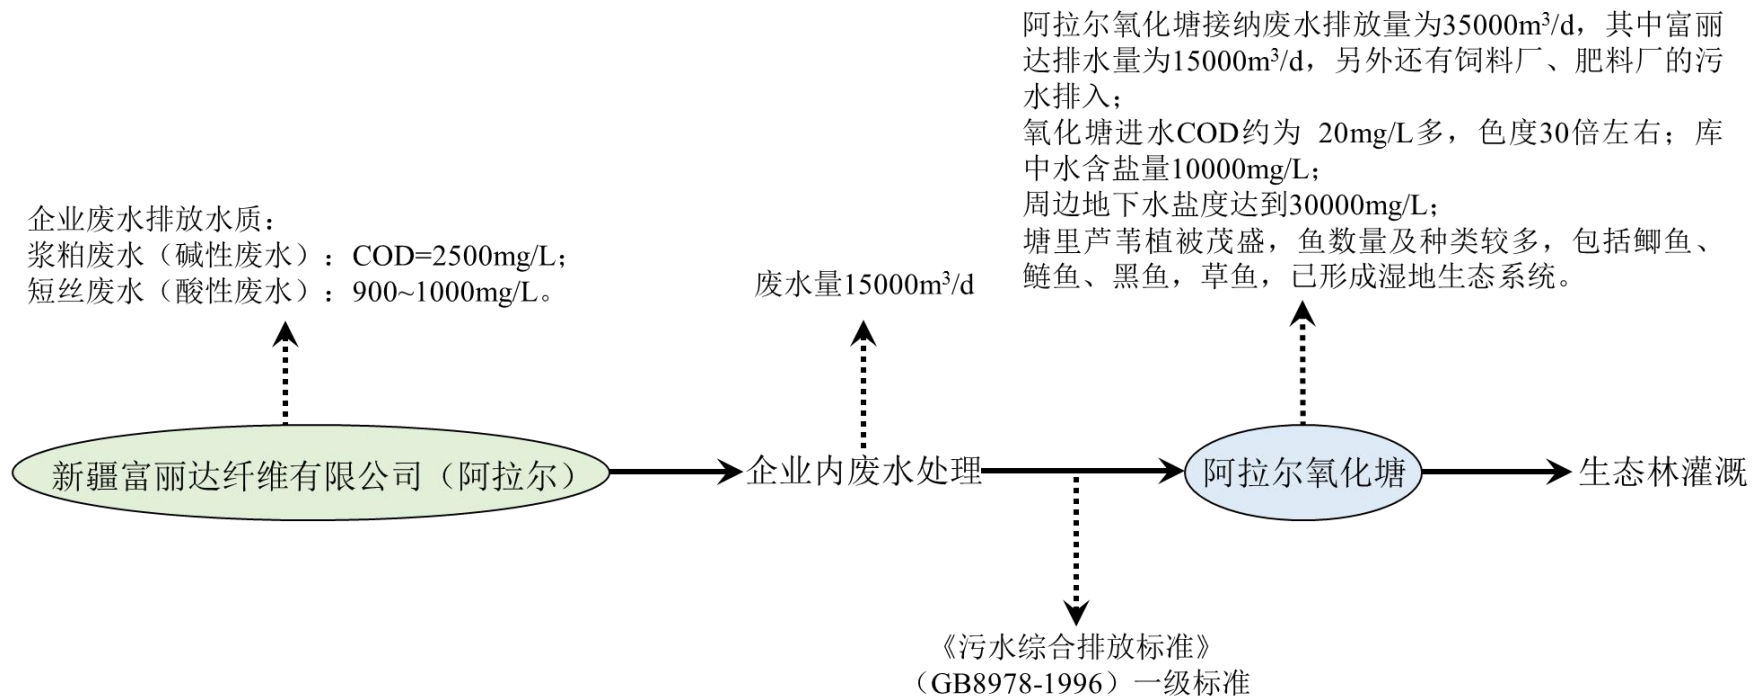 阿拉尔氧化塘接纳废水排放量为35000m³/d，其中富丽
达排水量为15000m³/d，另外还有饲料厂、肥料厂的污
水排入；
氧化塘进水COD约为 20mg/L多，色度30倍左右；库
中水含盐量10000mg/L；
周边地下水盐度达到30000mg/L；
塘里芦苇植被茂盛，鱼数量及种类较多，包括鲫鱼、
鲢鱼、黑鱼，草鱼，已形成湿地生态系统。
企业废水排放水质：
浆粕废水（碱性废水）：COD=2500mg/L；
短丝废水（酸性废水）：900~1000mg/L。
废水量15000m³/d
新疆富丽达纤维有限公司（阿拉尔）
企业内废水处理
阿拉尔氧化塘
生态林灌溉
《污水综合排放标准》
（GB8978-1996）一级标准